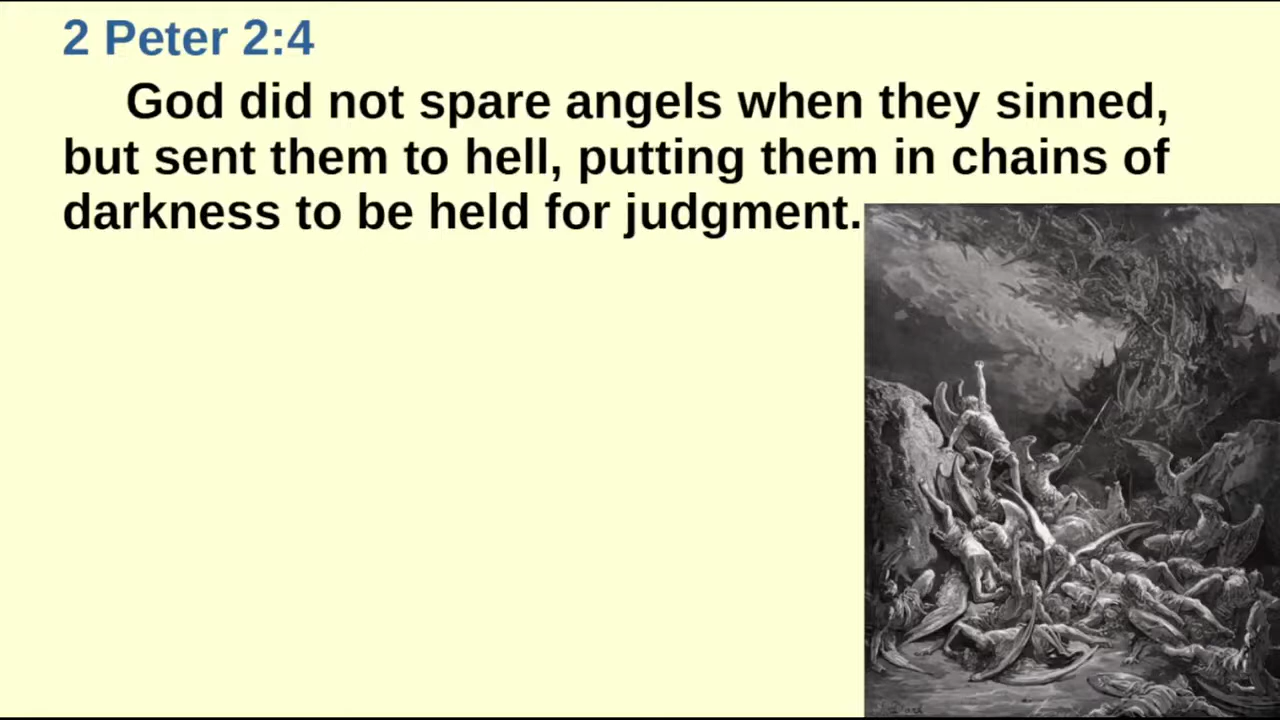 2 Peter 2:4
God did not spare angels when they sinned,
but sent them to hell, putting them in chains of
darkness to be held for judgment.